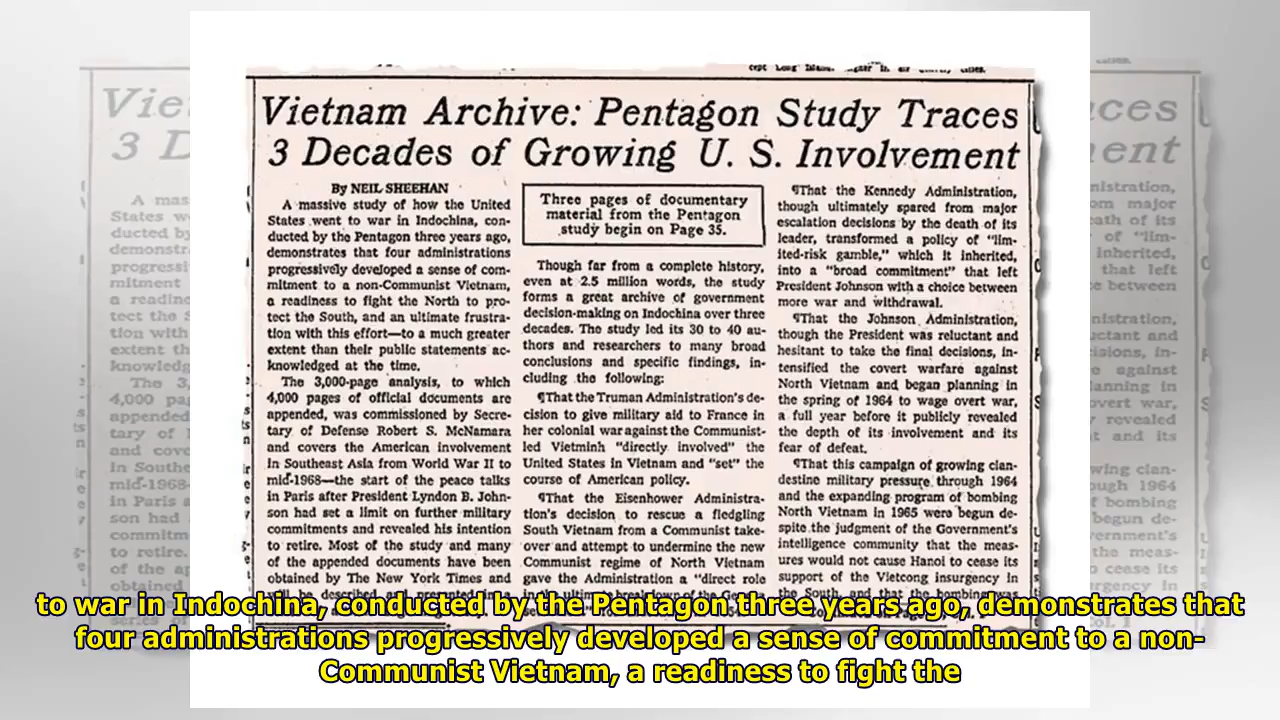 cept Long Island.
Vietnam Archive: Pentagon Study Traces
3 Decades of Growing U. S. Involvement
By NEIL SHEEHAN
A massive study of how the United
States went to war in Indochina, con-
ducted by the Pentagon three years ago,
demonstrates that four administrations
progressively developed a sense of com-
mitment to a non-Communist Vietnam,
a readiness to fight the North to pro-
tect the South, and an ultimate frustra-
tion with this effort—to a much greater
extent than their public statements ac-
knowledged at the time.
The 3,000-page analysis, to which
4,000 pages of official documents are
appended, was commissioned by Secre-
tary of Defense Robert S. McNamara
and covers the American involvement
in Southeast Asia from World War II to
mid-1968—the start of the peace talks
in Paris after President Lyndon B. John-
son had set a limit on further military
commitments and revealed his intention
to retire. Most of the study and many
of the appended documents have been
obtained by The New York Times and
Three pages of documentary
material from the Pentagon
study begin on Page 35.
Though far from a complete history,
even at 2.5 million words, the study
forms a great archive of government
decision-making on Indochina over three
decades. The study led its 30 to 40 au-
thors and researchers to many broad
conclusions and specific findings, in-
cluding the following:
¶That the Truman Administration's de-
cision to give military aid to France in
her colonial war against the Communist-
led Vietminh "directly involved" the
United States in Vietnam and "set" the
course of American policy.
¶That the Eisenhower Administra-
tion's decision to rescue a fledgling
South Vietnam from a Communist take-
over and attempt to undermine the new
Communist regime of North Vietnam
gave the Administration a "direct role
¶That the Kennedy Administration,
though ultimately spared from major
escalation decisions by the death of its
leader, transformed a policy of "lim-
ited-risk gamble," which it inherited,
into a "broad commitment" that left
President Johnson with a choice between
more war and withdrawal.
¶That the Johnson Administration,
though the President was reluctant and
hesitant to take the final decisions, in-
tensified the covert warfare against
North Vietnam and began planning in
the spring of 1964 to wage overt war,
a full year before it publicly revealed
the depth of its involvement and its
fear of defeat.
¶That this campaign of growing clan-
destine military pressure through 1964
and the expanding program of bombing
North Vietnam in 1965 were begun de-
spite the judgment of the Government's
intelligence community that the meas-
ures would not cause Hanoi to cease its
support of the Vietcong insurgency in
the South, and that the bombing
to war in Indochina, conducted by the Pentagon three years ago, demonstrates that
four administrations progressively developed a sense of commitment to a non-
Communist Vietnam, a readiness to fight the